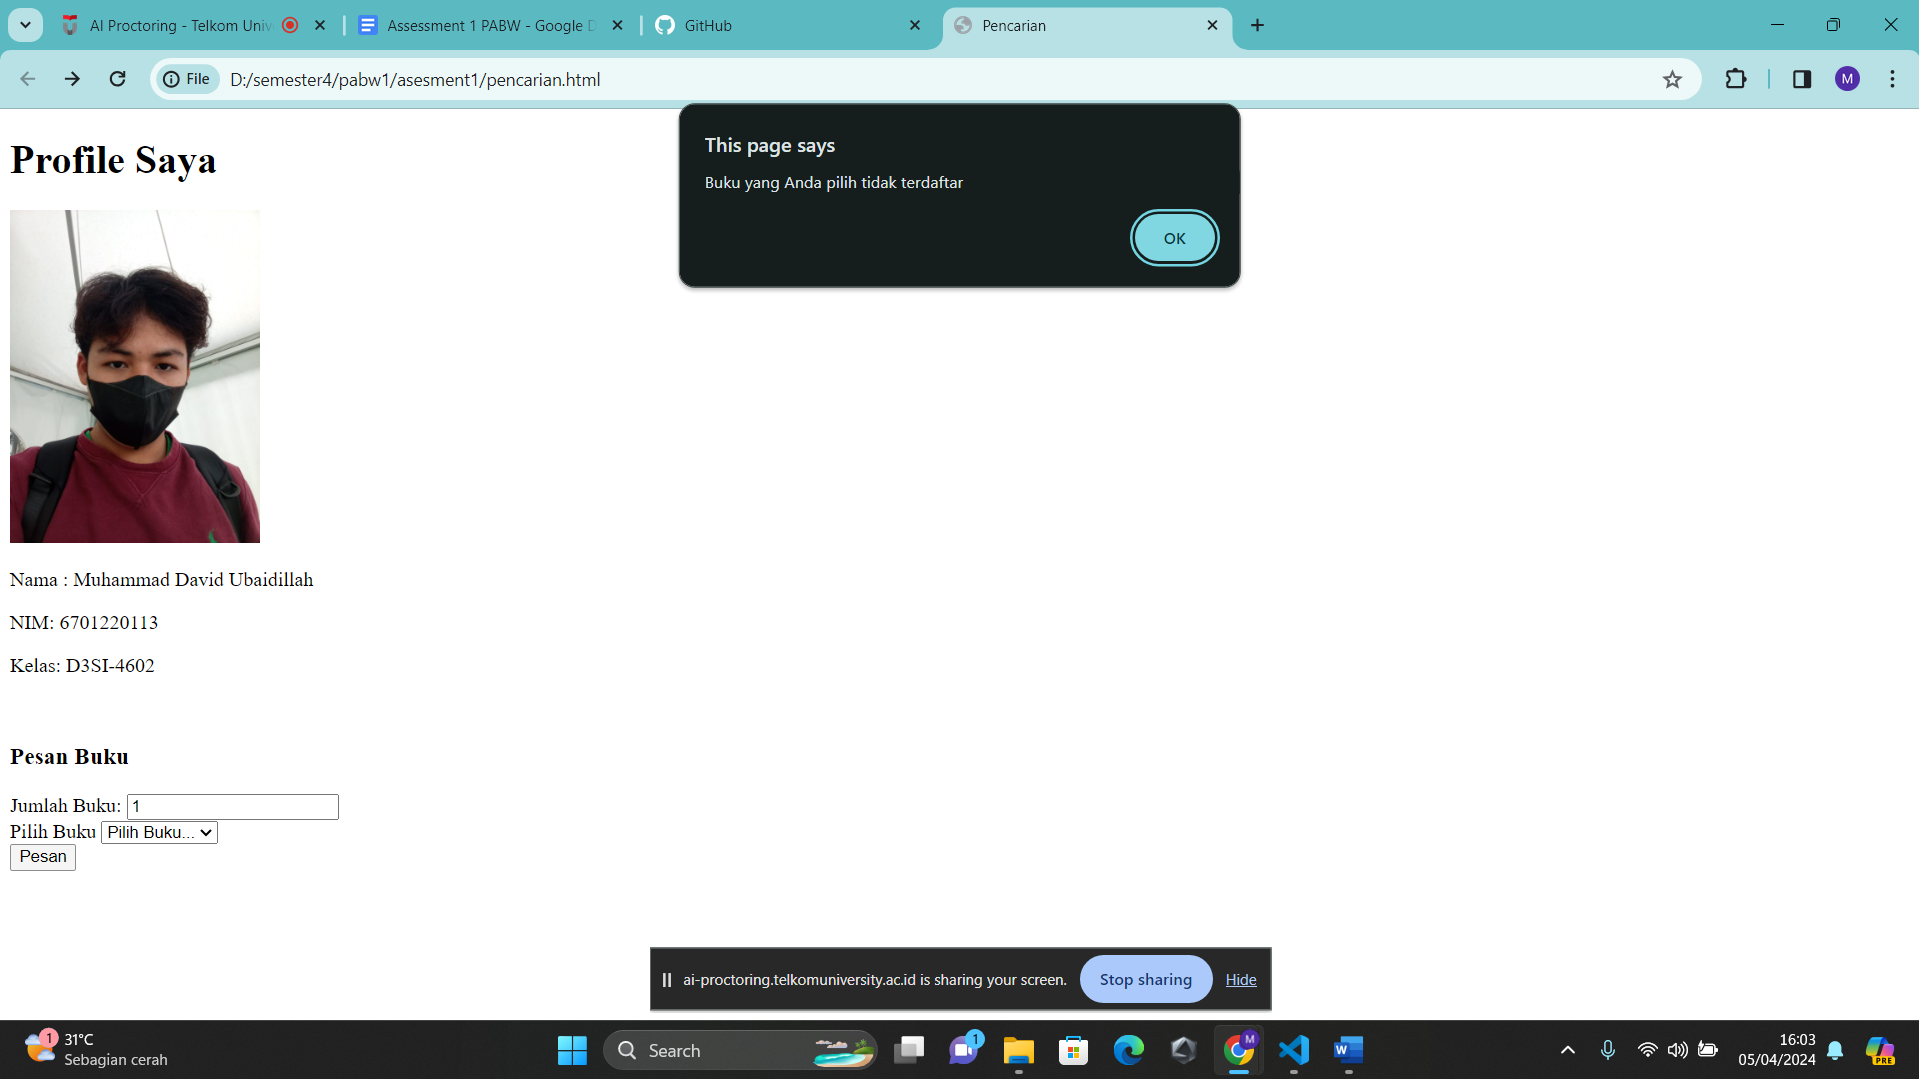 AI Proctoring - Telkom Univ
Assessment 1 PABW - Google D
GitHub
Pencarian
File
D:/semester4/pabw1/asesment1/pencarian.html
M
This page says
Buku yang Anda pilih tidak terdaftar
OK
Profile Saya
Nama : Muhammad David Ubaidillah
NIM: 6701220113
Kelas: D3SI-4602
Pesan Buku
Jumlah Buku: 1
Pilih Buku Pilih Buku...
Pesan
ai-proctoring.telkomuniversity.ac.id is sharing your screen. Stop sharing Hide
1
31°C
Sebagian cerah
Search
1
M
W
16:03
05/04/2024
PRE